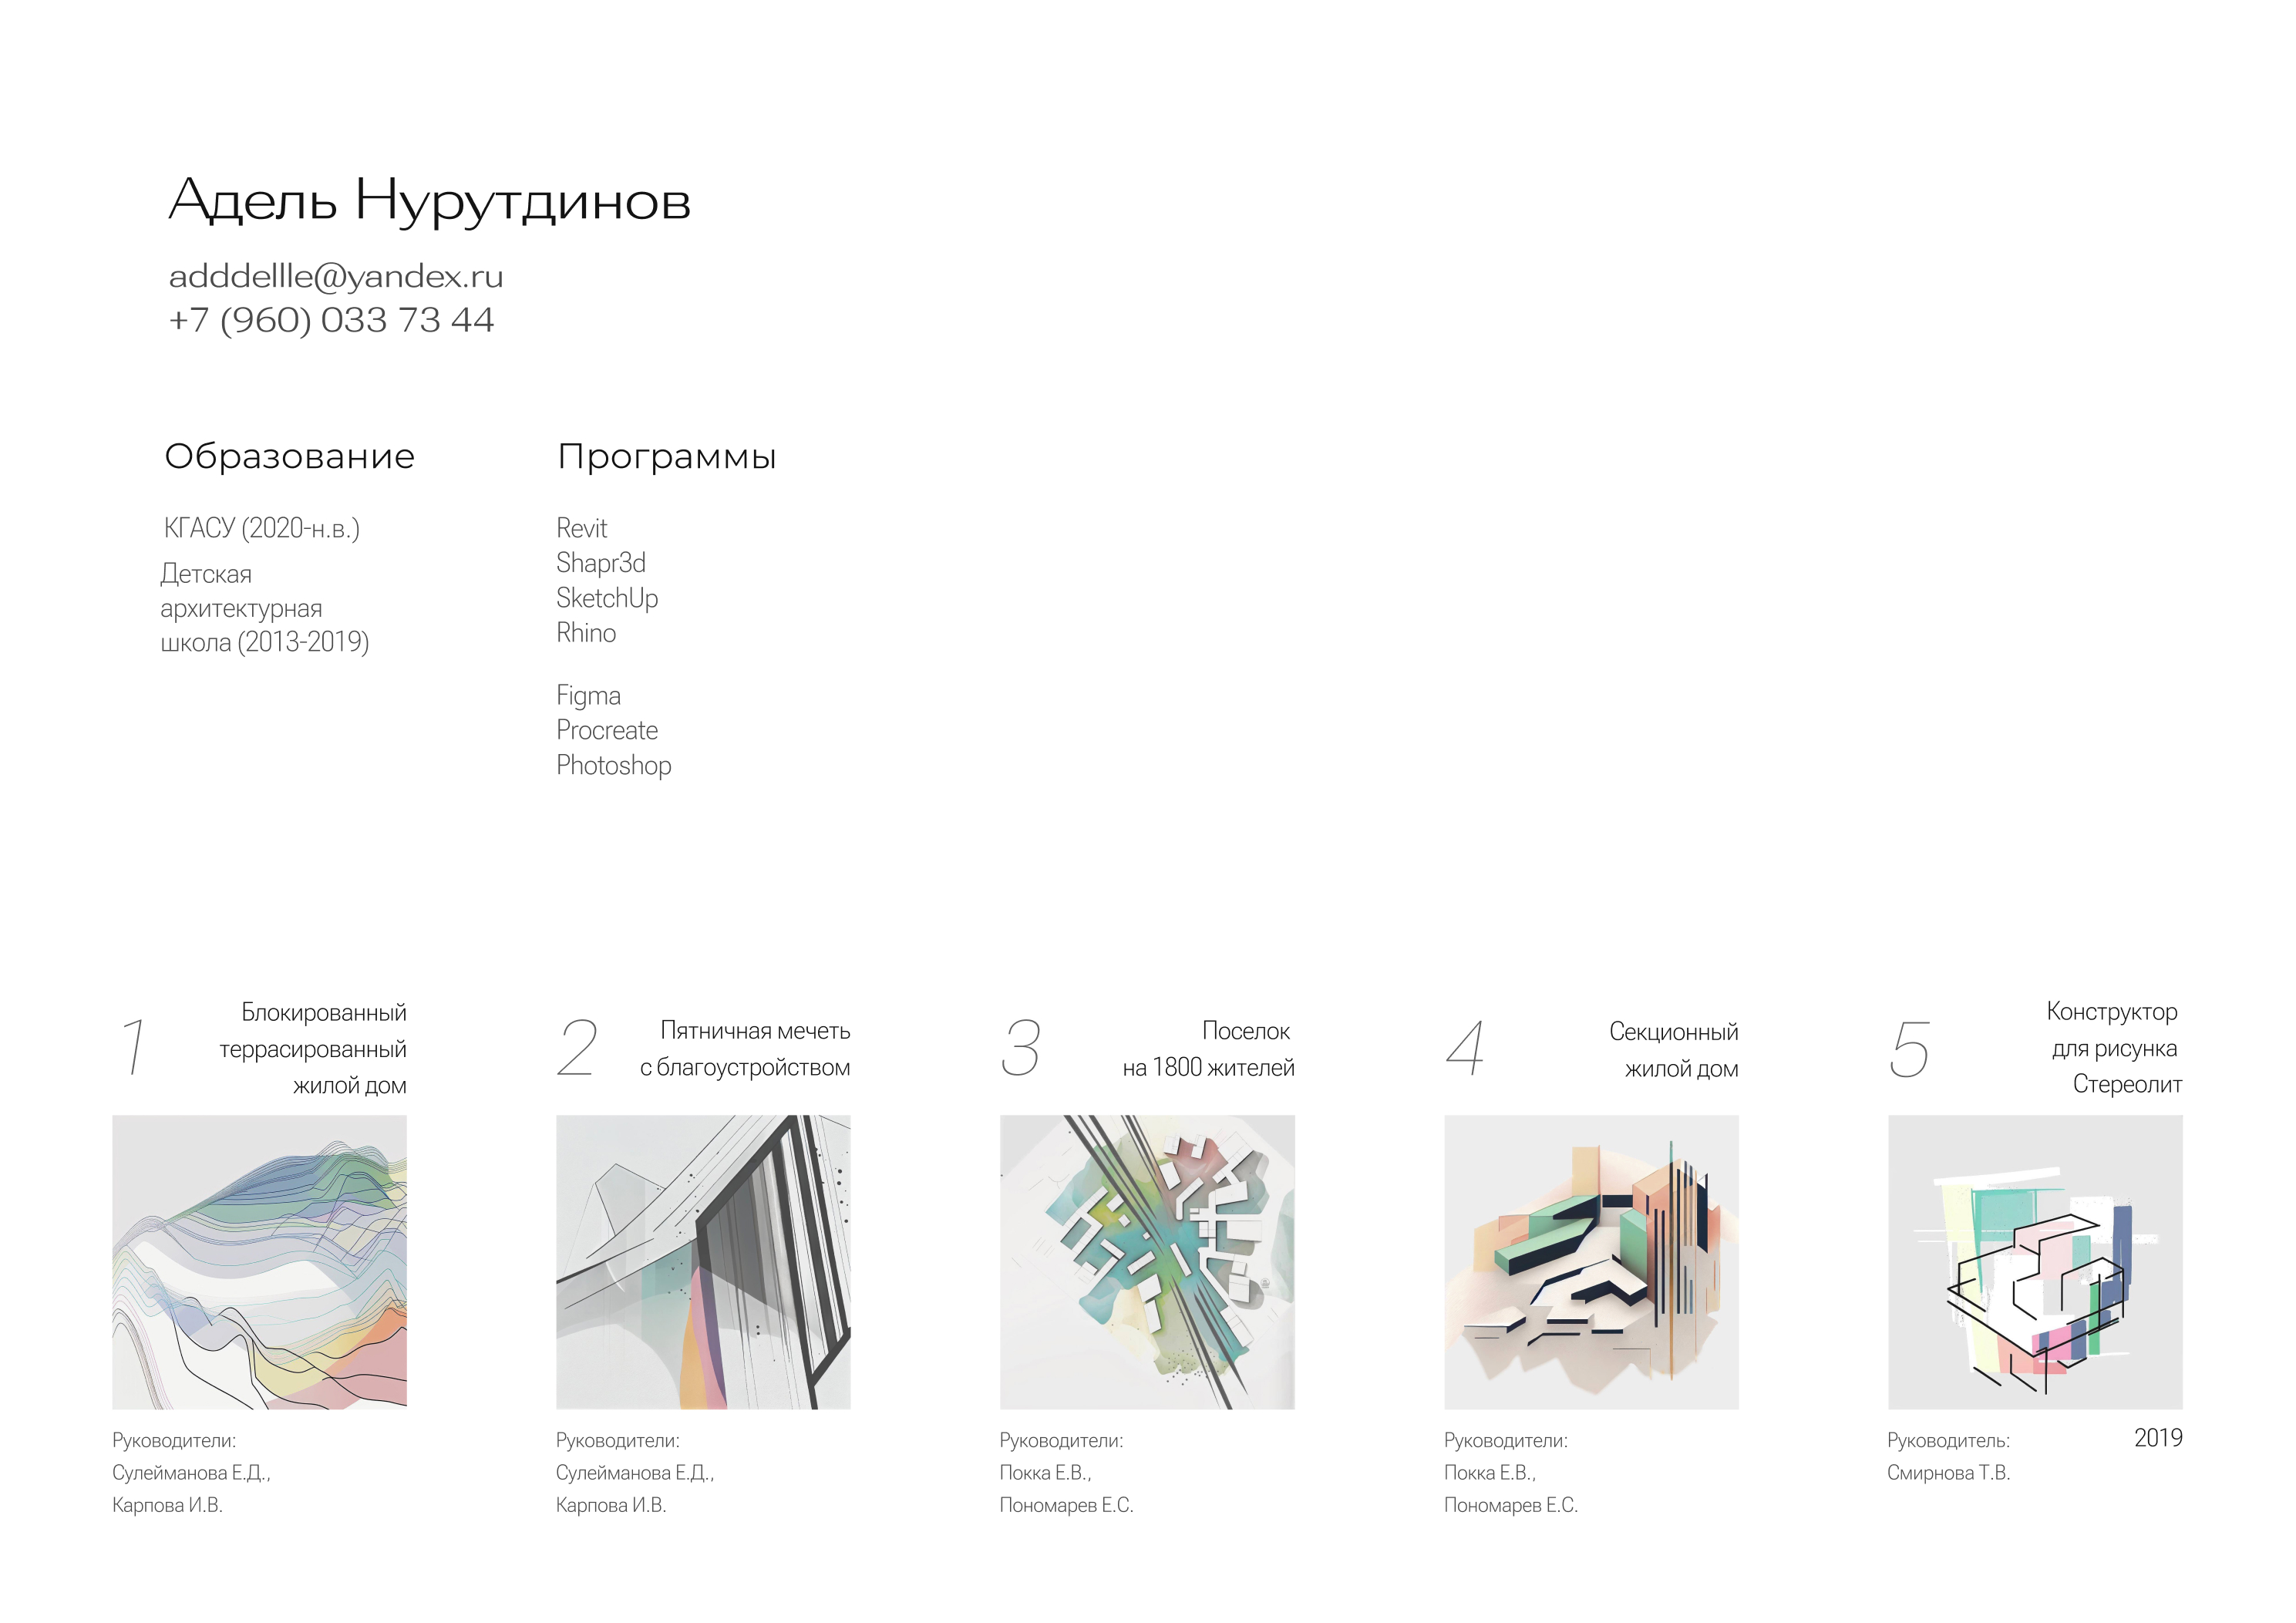 Адель Нурутдинов
adddellle@yandex.ru
+7 (960) 033 73 44
Образование
КГАСУ (2020-н.в.)
Детская
архитектурная
школа (2013-2019)
Программы
Revit
Shapr3d
SketchUp
Rhino
Figma
Procreate
Photoshop
1
Блокированный
террасированный
жилой дом
Руководители:
Сулейманова Е.Д.,
Карпова И.В.
2
Пятничная мечеть
с благоустройством
Руководители:
Сулейманова Е.Д.,
Карпова И.В.
3
Поселок
на 1800 жителей
Руководители:
Покка Е.В.,
Пономарев Е.С.
4
Секционный
жилой дом
Руководители:
Покка Е.В.,
Пономарев Е.С.
5
Конструктор
для рисунка
Стереолит
Руководитель:
Смирнова Т.В.
2019